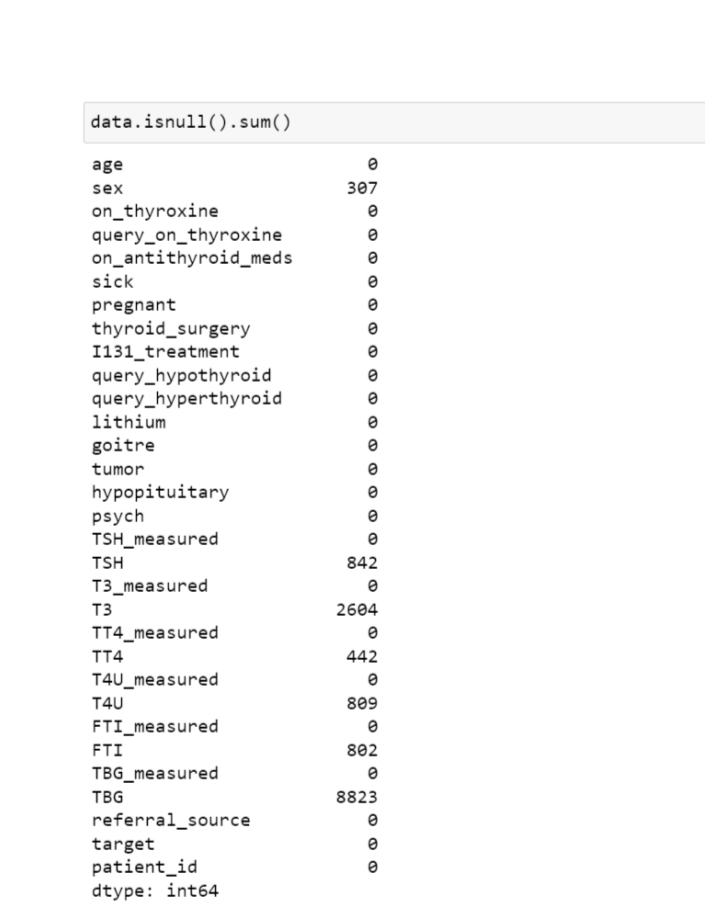 data.isnull().sum()
age 0
sex 307
on_thyroxine 0
query_on_thyroxine 0
on_antithyroid_meds 0
sick 0
pregnant 0
thyroid_surgery 0
I131_treatment 0
query_hypothyroid 0
query_hyperthyroid 0
lithium 0
goitre 0
tumor 0
hypopituitary 0
psych 0
TSH_measured 0
TSH 842
T3_measured 0
T3 2604
TT4_measured 0
TT4 442
T4U_measured 0
T4U 809
FTI_measured 0
FTI 802
TBG_measured 0
TBG 8823
referral_source 0
target 0
patient_id 0
dtype: int64